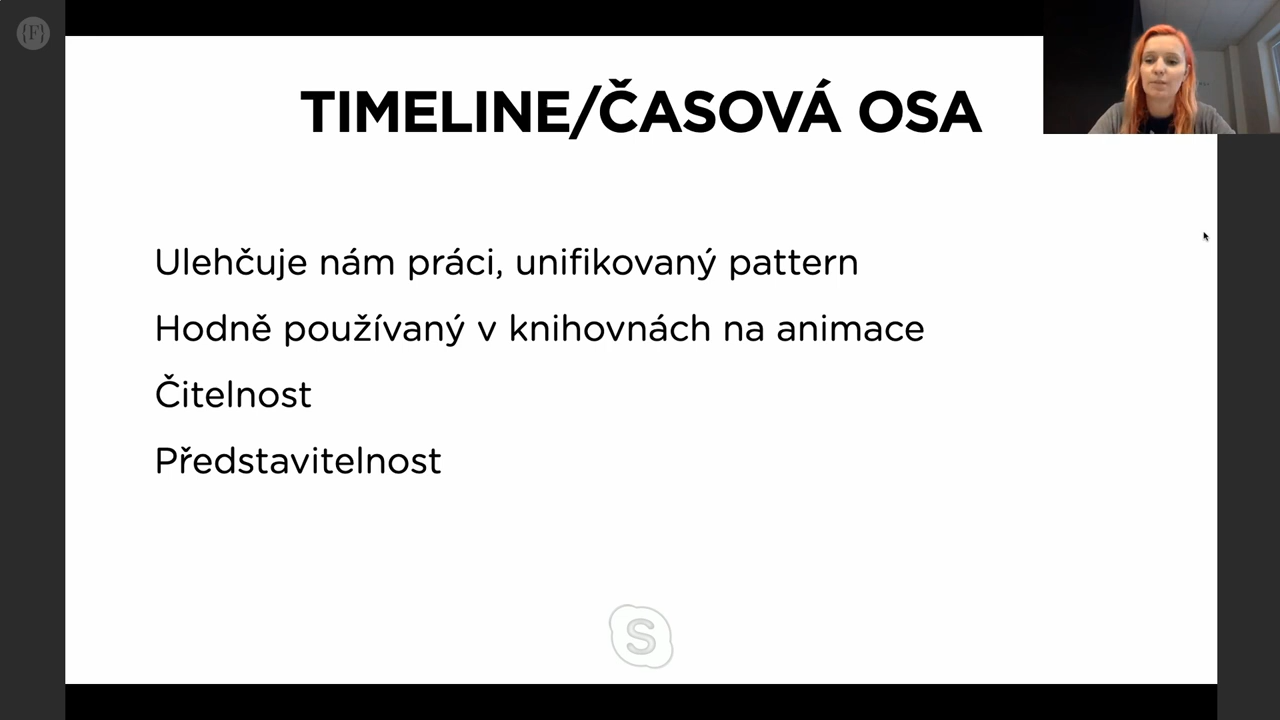 {F}
TIMELINE/ČASOVÁ OSA
Ulehčuje nám práci, unifikovaný pattern
Hodně používaný v knihovnách na animace
Čitelnost
Představitelnost
S